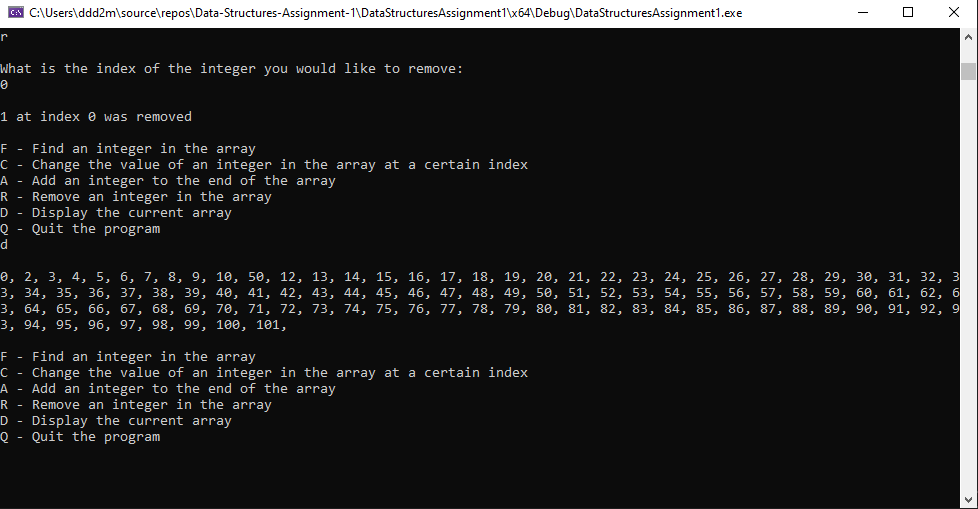 C:\Users\ddd2m\source\repos\Data-Structures-Assignment-1\DataStructuresAssignment1\x64\Debug\DataStructuresAssignment1.exe
r
What is the index of the integer you would like to remove:
0
1 at index 0 was removed
F - Find an integer in the array
C - Change the value of an integer in the array at a certain index
A - Add an integer to the end of the array
R - Remove an integer in the array
D - Display the current array
Q - Quit the program
d
0, 2, 3, 4, 5, 6, 7, 8, 9, 10, 50, 12, 13, 14, 15, 16, 17, 18, 19, 20, 21, 22, 23, 24, 25, 26, 27, 28, 29, 30, 31, 32, 3
3, 34, 35, 36, 37, 38, 39, 40, 41, 42, 43, 44, 45, 46, 47, 48, 49, 50, 51, 52, 53, 54, 55, 56, 57, 58, 59, 60, 61, 62, 6
3, 64, 65, 66, 67, 68, 69, 70, 71, 72, 73, 74, 75, 76, 77, 78, 79, 80, 81, 82, 83, 84, 85, 86, 87, 88, 89, 90, 91, 92, 9
3, 94, 95, 96, 97, 98, 99, 100, 101,
F - Find an integer in the array
C - Change the value of an integer in the array at a certain index
A - Add an integer to the end of the array
R - Remove an integer in the array
D - Display the current array
Q - Quit the program